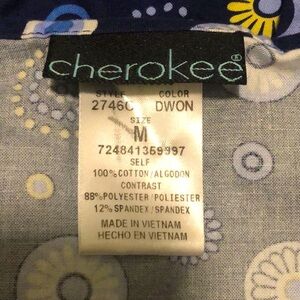 cherokee®
STYLE COLOR
2746C DWON
SIZE
M
724841359997
SELF
100%COTTON/ALGODON
CONTRAST
88%POLYESTER/POLIESTER
12%SPANDEX/SPANDEX
MADE IN VIETNAM
HECHO EN VIETNAM